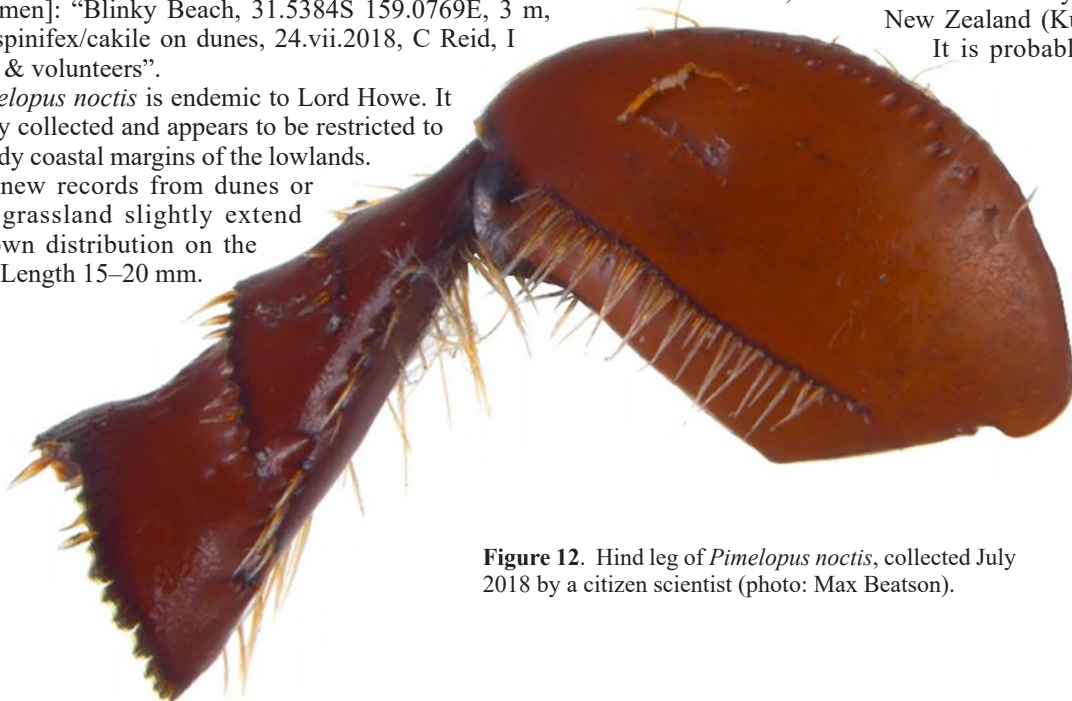 men]: “Blinky Beach, 31.5384S 159.0769E, 3 m,
spinifex/cakile on dunes, 24.vii.2018, C Reid, I
& volunteers”.
elopus noctis is endemic to Lord Howe. It
y collected and appears to be restricted to
dy coastal margins of the lowlands.
new records from dunes or
grassland slightly extend
own distribution on the
Length 15–20 mm.
New Zealand (Ku
It is probabl
Figure 12. Hind leg of Pimelopus noctis, collected July
2018 by a citizen scientist (photo: Max Beatson).